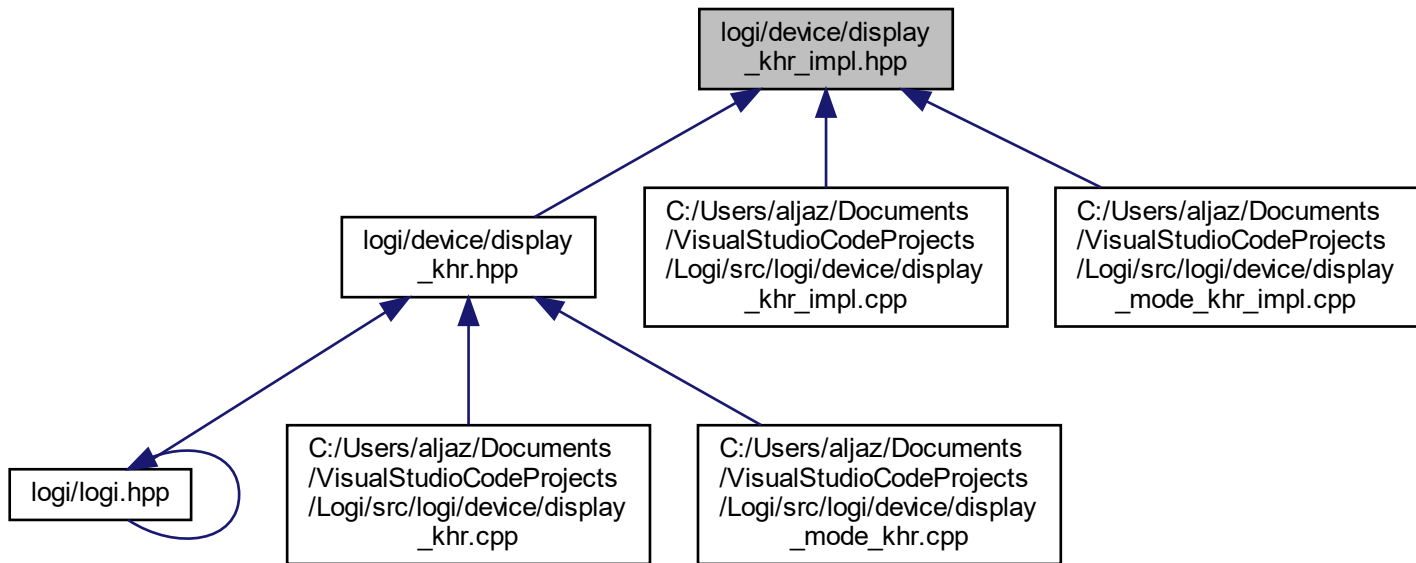 logi/device/display
_khr_impl.hpp
logi/device/display
_khr.hpp
C:/Users/aljaz/Documents
/VisualStudioCodeProjects
/Logi/src/logi/device/display
_khr_impl.cpp
C:/Users/aljaz/Documents
/VisualStudioCodeProjects
/Logi/src/logi/device/display
_mode_khr_impl.cpp
logi/logi.hpp
C:/Users/aljaz/Documents
/VisualStudioCodeProjects
/Logi/src/logi/device/display
_khr.cpp
C:/Users/aljaz/Documents
/VisualStudioCodeProjects
/Logi/src/logi/device/display
_mode_khr.cpp